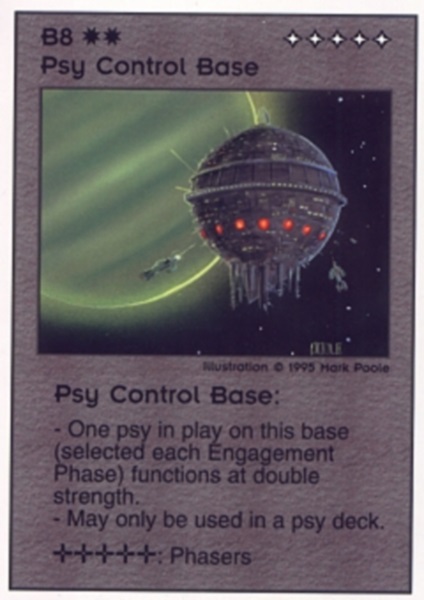 B8 ✷✷
Psy Control Base
POOLE
Illustration © 1995 Mark Poole
Psy Control Base:
- One psy in play on this base
(selected each Engagement
Phase) functions at double
strength.
- May only be used in a psy deck.
: Phasers